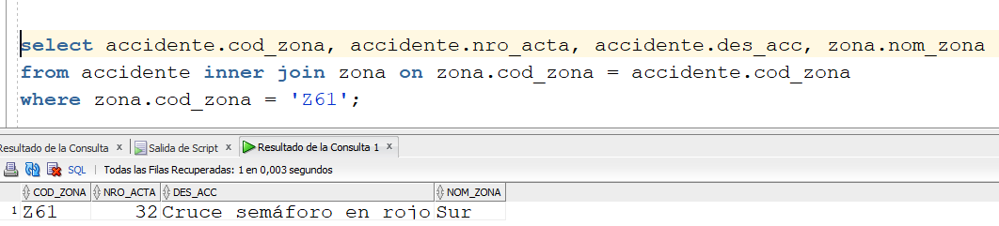 select accidente.cod_zona, accidente.nro_acta, accidente.des_acc, zona.nom_zona
from accidente inner join zona on zona.cod_zona = accidente.cod_zona
where zona.cod_zona = 'Z61';
Resultado de la Consulta x Salida de Script x Resultado de la Consulta 1 x
SQL | Todas las Filas Recuperadas: 1 en 0,003 segundos
COD_ZONA NRO_ACTA DES_ACC NOM_ZONA
1 Z61 32 Cruce semáforo en rojo Sur